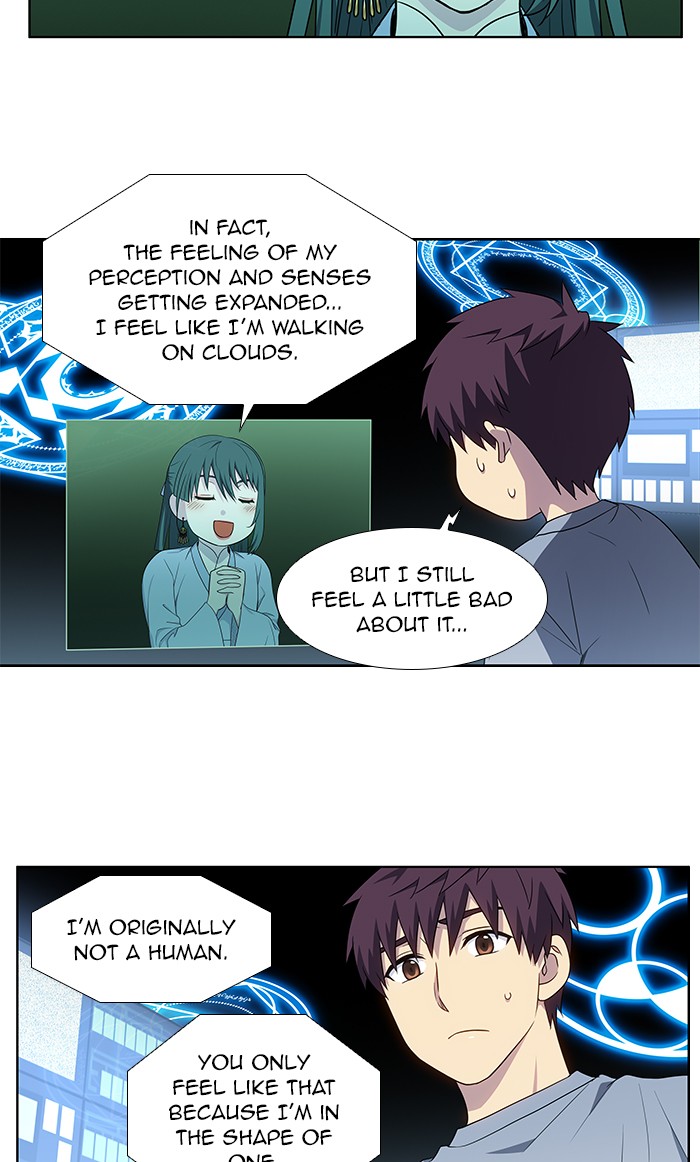 IN FACT,
THE FEELING OF MY
PERCEPTION AND SENSES
GETTING EXPANDED...
I FEEL LIKE I'M WALKING
ON CLOUDS.
BUT I STILL
FEEL A LITTLE BAD
ABOUT IT...
I'M ORIGINALLY
NOT A HUMAN.
YOU ONLY
FEEL LIKE THAT
BECAUSE I'M IN
THE SHAPE OF
ONE